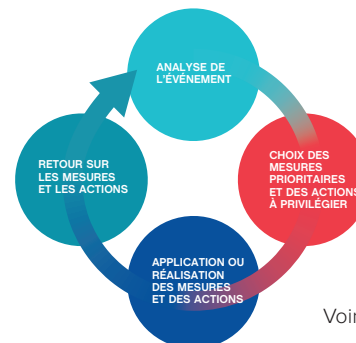 ANALYSE DE
L'ÉVÉNEMENT
RETOUR SUR
LES MESURES
ET LES ACTIONS
CHOIX DES
MESURES
PRIORITAIRES
ET DES ACTIONS
À PRIVILÉGIER
APPLICATION OU
RÉALISATION
DES MESURES
ET DES ACTIONS
Voir